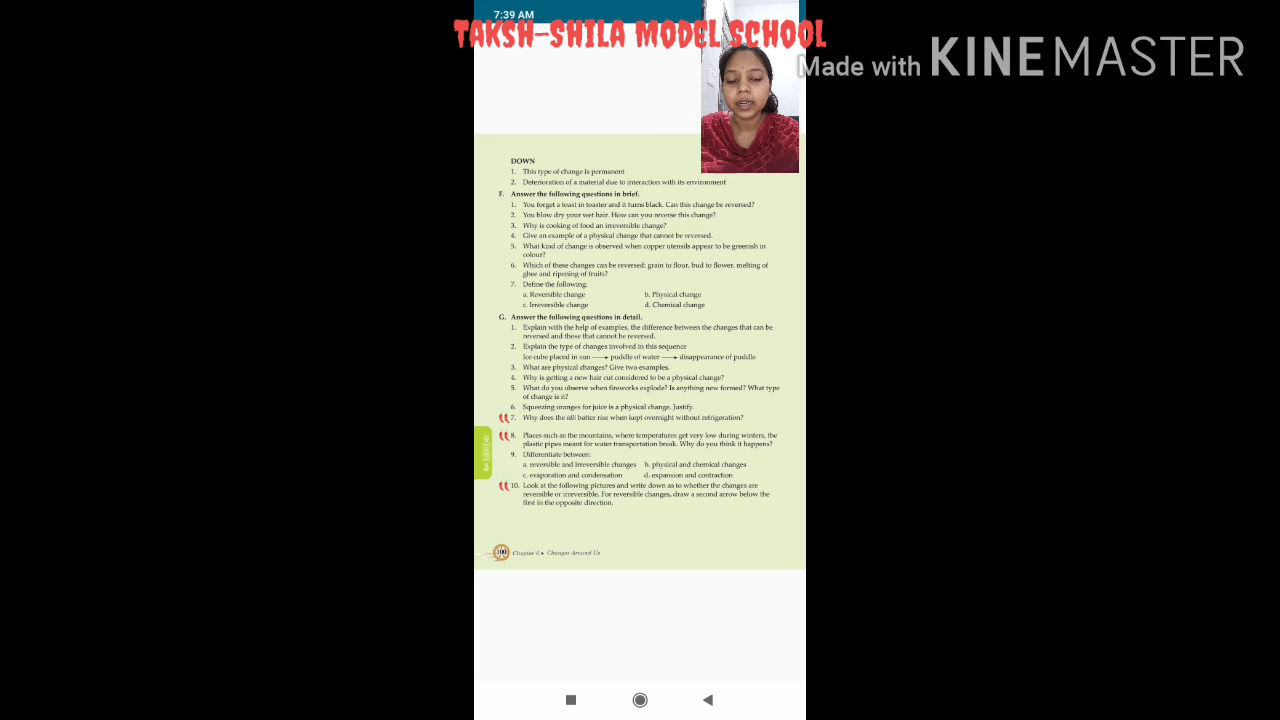 7:39 AM
TAKSH-SHILA MODEL SCHOOL
Made with KINEMASTER
DOWN
1. This type of change is permanent
2. Deterioration of a material due to interaction with its environment
F. Answer the following questions in brief.
1. You forget a toast in toaster and it turns black. Can this change be reversed?
2. You blow dry your wet hair. How can you reverse this change?
3. Why is cooking of food an irreversible change?
4. Give an example of a physical change that cannot be reversed.
5. What kind of change is observed when copper utensils appear to be greenish in
colour?
6. Which of these changes can be reversed: grain to flour, bud to flower, melting of
ghee and ripening of fruits?
7. Define the following:
a. Reversible change b. Physical change
c. Irreversible change d. Chemical change
G. Answer the following questions in detail.
1. Explain with the help of examples, the difference between the changes that can be
reversed and those that cannot be reversed.
2. Explain the type of changes involved in this sequence
Ice cube placed in sun → puddle of water → disappearance of puddle
3. What are physical changes? Give two examples.
4. Why is getting a new hair cut considered to be a physical change?
5. What do you observe when fireworks explode? Is anything new formed? What type
of change is it?
6. Squeezing oranges for juice is a physical change. Justify.
7. Why does the idli batter rise when kept overnight without refrigeration?
8. Places such as the mountains, where temperatures get very low during winters, the
plastic pipes meant for water transportation break. Why do you think it happens?
9. Differentiate between:
a. reversible and irreversible changes b. physical and chemical changes
c. evaporation and condensation d. expansion and contraction
10. Look at the following pictures and write down as to whether the changes are
reversible or irreversible. For reversible changes, draw a second arrow below the
first in the opposite direction.
100 Chapter 6 ▸ Changes Around Us